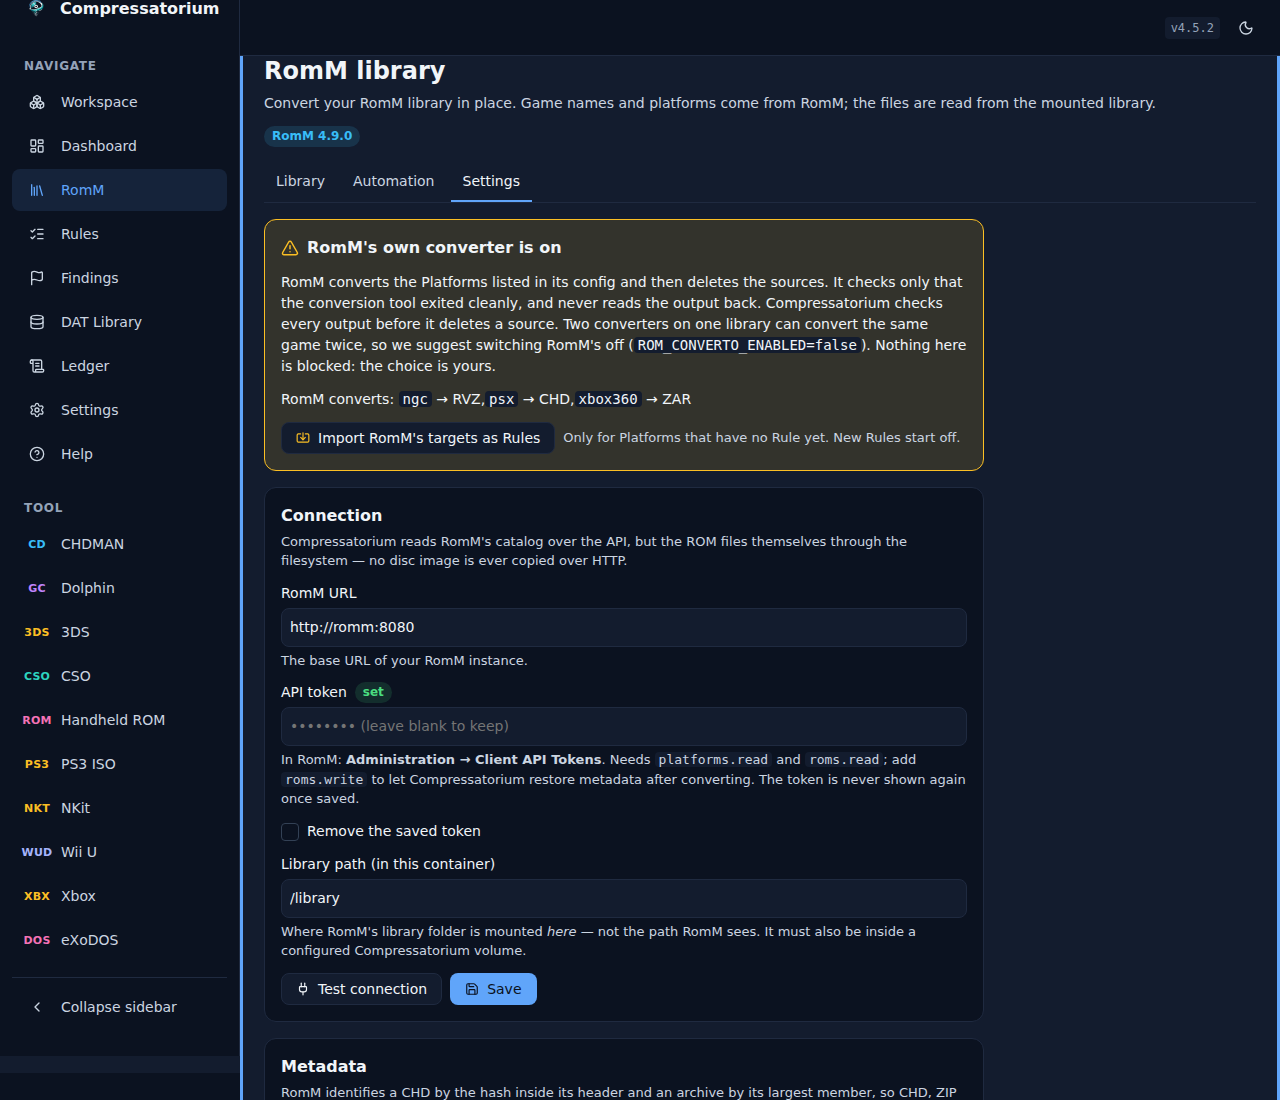 Compressatorium
v4.5.2
NAVIGATE
Workspace
Dashboard
RomM
Rules
Findings
DAT Library
Ledger
Settings
Help
TOOL
CD CHDMAN
GC Dolphin
3DS 3DS
CSO CSO
ROM Handheld ROM
PS3 PS3 ISO
NKT NKit
WUD Wii U
XBX Xbox
DOS eXoDOS
Collapse sidebar
RomM library
Convert your RomM library in place. Game names and platforms come from RomM; the files are read from the mounted library.
RomM 4.9.0
Library Automation Settings
RomM's own converter is on
RomM converts the Platforms listed in its config and then deletes the sources. It checks only that
the conversion tool exited cleanly, and never reads the output back. Compressatorium checks
every output before it deletes a source. Two converters on one library can convert the same
game twice, so we suggest switching RomM's off (ROM_CONVERTO_ENABLED=false). Nothing here
is blocked: the choice is yours.
RomM converts: ngc → RVZ, psx → CHD, xbox360 → ZAR
Import RomM's targets as Rules Only for Platforms that have no Rule yet. New Rules start off.
Connection
Compressatorium reads RomM's catalog over the API, but the ROM files themselves through the
filesystem — no disc image is ever copied over HTTP.
RomM URL
http://romm:8080
The base URL of your RomM instance.
API token set
•••••••• (leave blank to keep)
In RomM: Administration → Client API Tokens. Needs platforms.read and roms.read; add
roms.write to let Compressatorium restore metadata after converting. The token is never shown again
once saved.
Remove the saved token
Library path (in this container)
/library
Where RomM's library folder is mounted here — not the path RomM sees. It must also be inside a
configured Compressatorium volume.
Test connection Save
Metadata
RomM identifies a CHD by the hash inside its header and an archive by its largest member, so CHD, ZIP